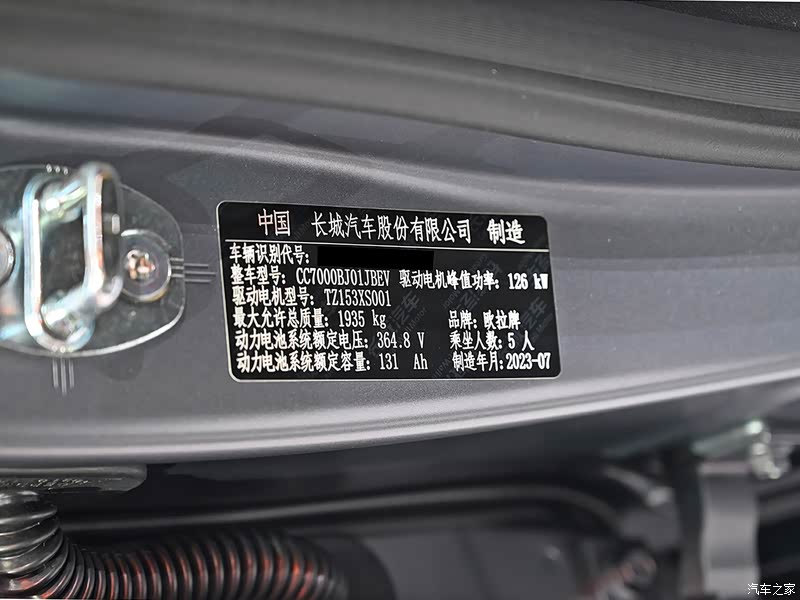 中国 长城汽车股份有限公司 制造
车辆识别代号:
整车型号: CC7000BJ01JBEV 驱动电机峰值功率: 126 kW
驱动电机型号: TZ153XS001
最大允许总质量: 1935 kg 品牌: 欧拉牌
动力电池系统额定电压: 364.8 V 乘坐人数: 5 人
动力电池系统额定容量: 131 Ah 制造年月: 2023-07
汽车之家